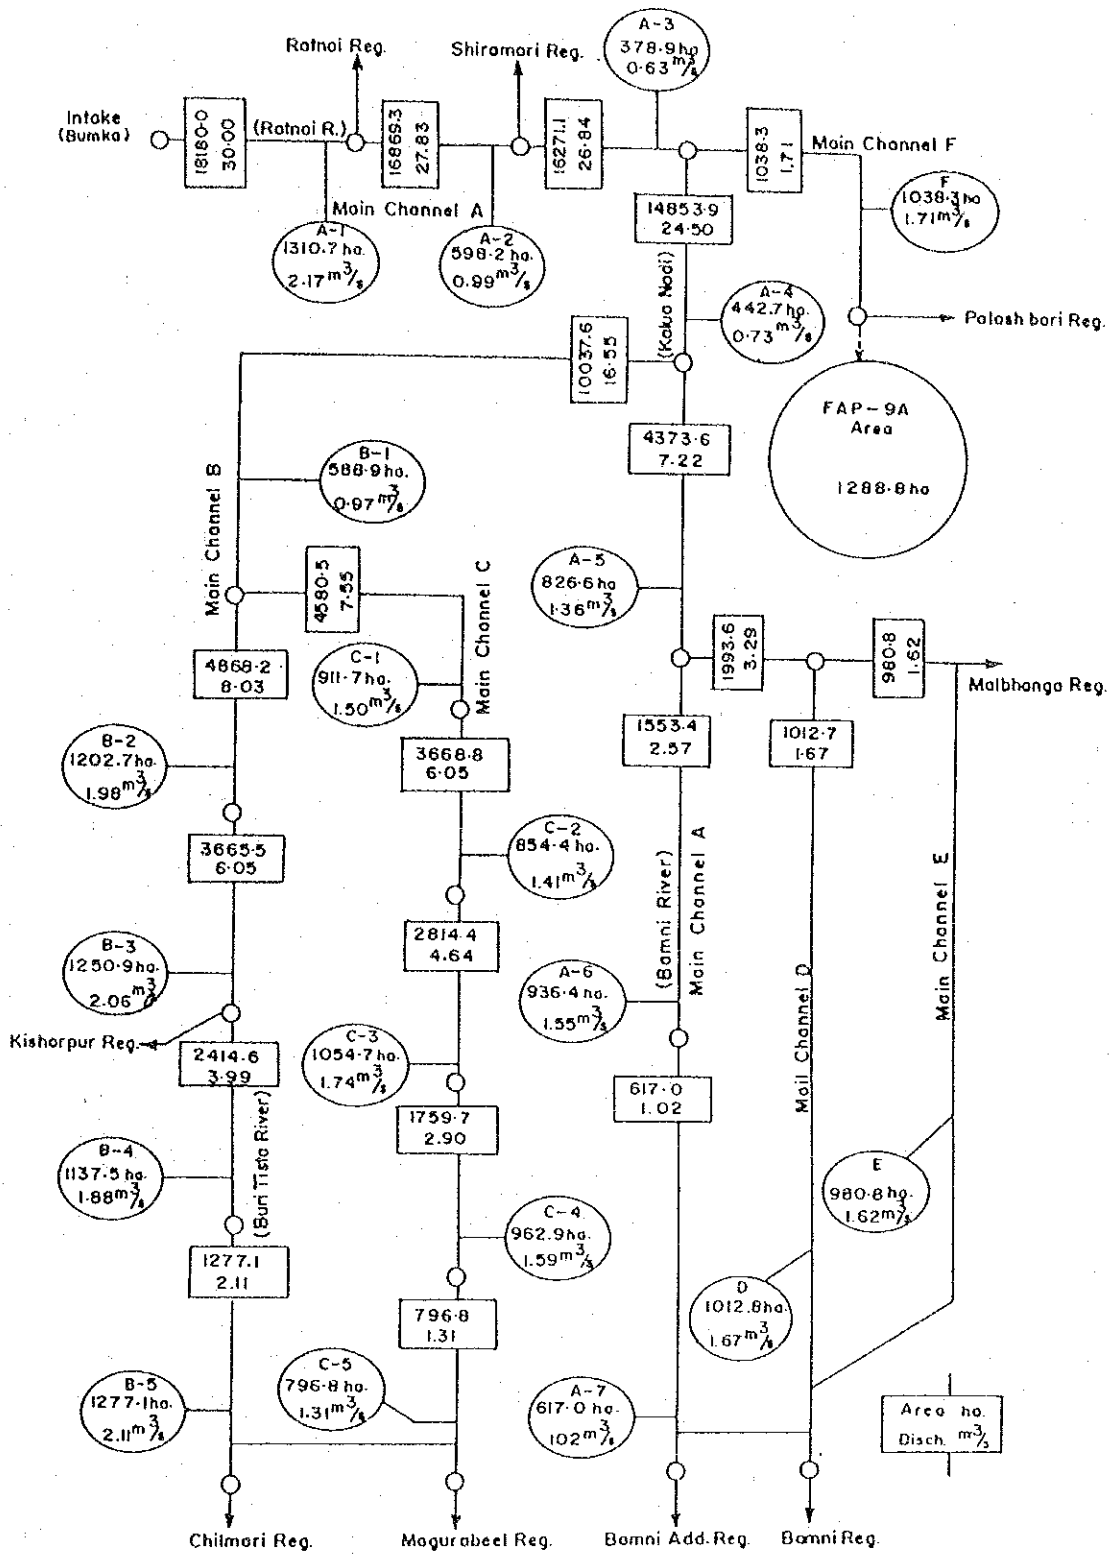 A-3
378.9 ha
0.63 m³/s
Ratnai Reg.
Shiramari Reg.
Intake
(Bumka)
18180.0
30.00
(Ratnai R.)
16869.3
27.83
16271.1
26.84
1038.3
1.71
Main Channel F
Main Channel A
A-1
1310.7 ha.
2.17 m³/s
A-2
598.2 ha.
0.99 m³/s
14853.9
24.50
F
1038.3 ha
1.71 m³/s
(Kalua Nadi)
A-4
442.7 ha.
0.73 m³/s
Palash bari Reg.
10037.6
16.55
FAP-9A
Area
1288.8 ha
4373.6
7.22
Main Channel B
B-1
588.9 ha.
0.97 m³/s
4580.5
7.55
Main Channel C
A-5
826.6 ha
1.36 m³/s
1993.6
3.29
980.8
1.62
Malbhanga Reg.
4868.2
8.03
C-1
911.7 ha.
1.50 m³/s
1553.4
2.57
1012.7
1.67
B-2
1202.7 ha.
1.98 m³/s
3668.8
6.05
3665.5
6.05
C-2
854.4 ha.
1.41 m³/s
(Bamni River)
Main Channel A
Main Channel E
2814.4
4.64
B-3
1250.9 ha.
2.06 m³/s
A-6
936.4 ha.
1.55 m³/s
Mail Channel D
Kishorpur Reg.
2414.6
3.99
C-3
1054.7 ha.
1.74 m³/s
617.0
1.02
1759.7
2.90
(Buri Tista River)
B-4
1137.5 ha.
1.88 m³/s
E
980.8 ha.
1.62 m³/s
C-4
962.9 ha.
1.59 m³/s
1277.1
2.11
D
1012.8 ha.
1.67 m³/s
796.8
1.31
C-5
796.8 ha.
1.31 m³/s
B-5
1277.1 ha.
2.11 m³/s
A-7
617.0 ha.
102 m³/s
Area ha.
Disch. m³/s
Chilmari Reg.
Magurabeel Reg.
Bamni Add. Reg.
Bamni Reg.